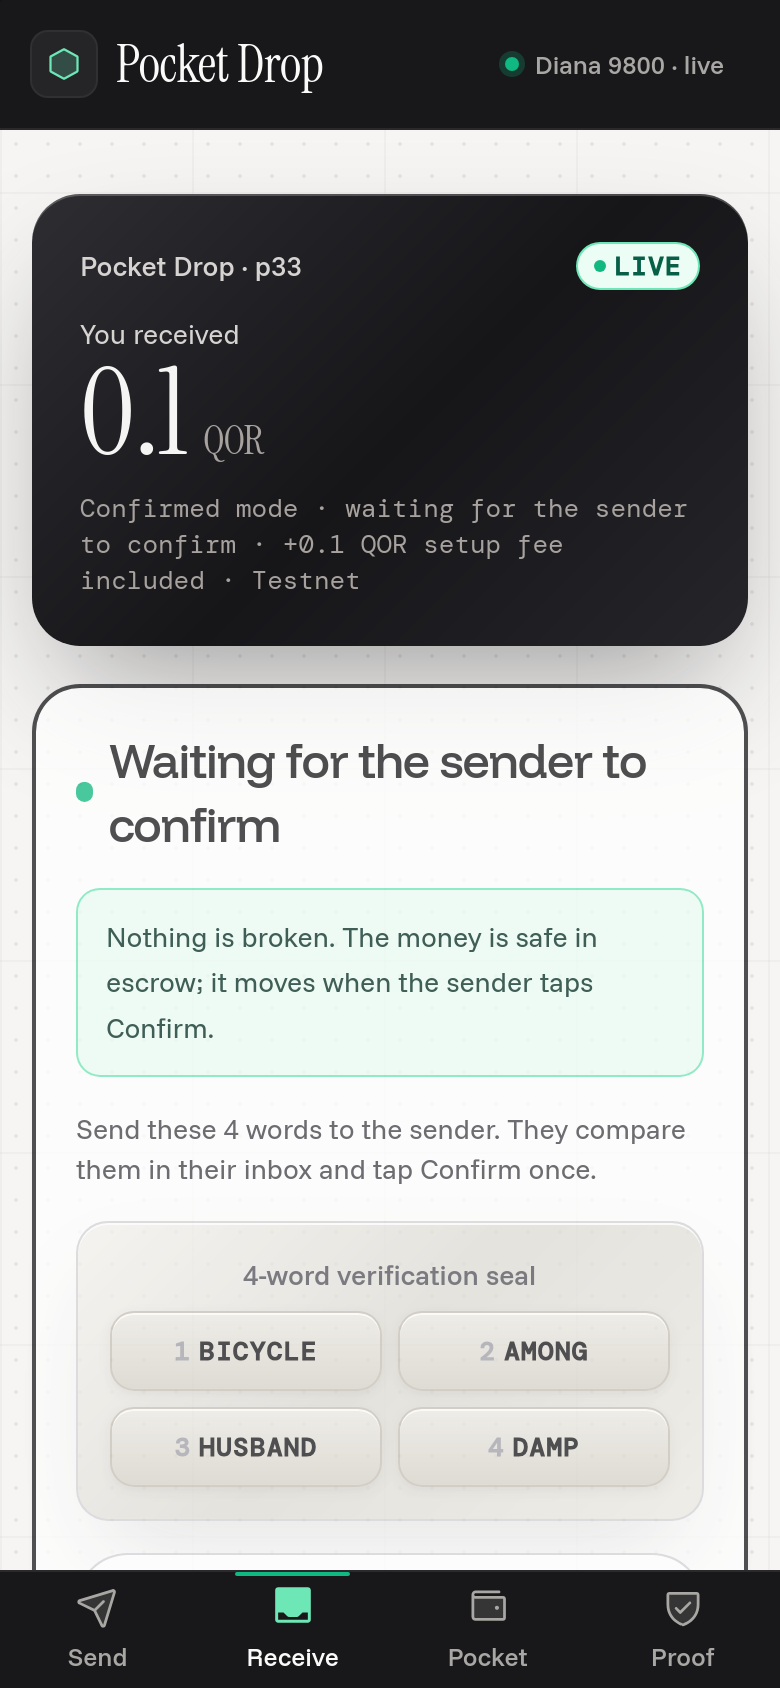 Pocket Drop
Diana 9800 · live
Pocket Drop · p33
LIVE
You received
0.1 QOR
Confirmed mode · waiting for the sender
to confirm · +0.1 QOR setup fee
included · Testnet
Waiting for the sender to
confirm
Nothing is broken. The money is safe in
escrow; it moves when the sender taps
Confirm.
Send these 4 words to the sender. They compare
them in their inbox and tap Confirm once.
4-word verification seal
1 BICYCLE
2 AMONG
3 HUSBAND
4 DAMP
Send
Receive
Pocket
Proof